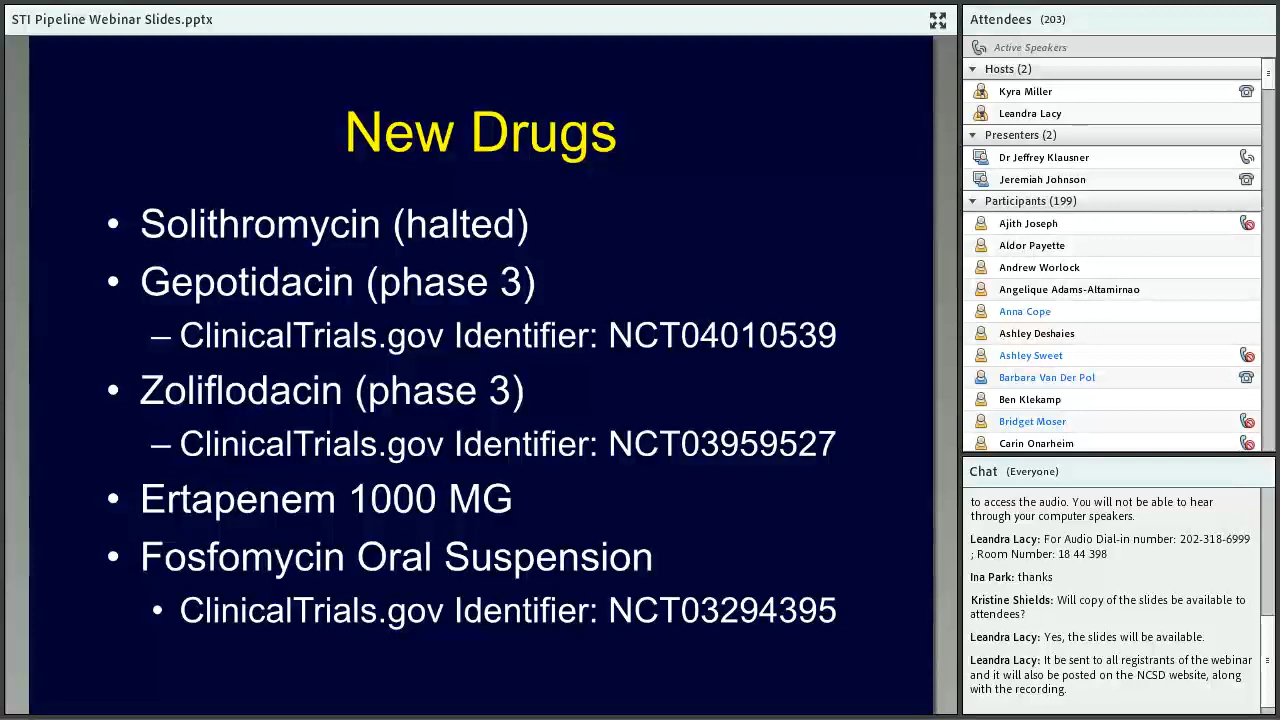 STI Pipeline Webinar Slides.pptx
New Drugs
• Solithromycin (halted)
• Gepotidacin (phase 3)
– ClinicalTrials.gov Identifier: NCT04010539
• Zoliflodacin (phase 3)
– ClinicalTrials.gov Identifier: NCT03959527
• Ertapenem 1000 MG
• Fosfomycin Oral Suspension
• ClinicalTrials.gov Identifier: NCT03294395
Attendees (203)
Active Speakers
Hosts (2)
Kyra Miller
Leandra Lacy
Presenters (2)
Dr Jeffrey Klausner
Jeremiah Johnson
Participants (199)
Ajith Joseph
Aldor Payette
Andrew Worlock
Angelique Adams-Altamirnao
Anna Cope
Ashley Deshaies
Ashley Sweet
Barbara Van Der Pol
Ben Klekamp
Bridget Moser
Carin Onarheim
Chat (Everyone)
to access the audio. You will not be able to hear
through your computer speakers.
Leandra Lacy: For Audio Dial-in number: 202-318-6999
; Room Number: 18 44 398
Ina Park: thanks
Kristine Shields: Will copy of the slides be available to
attendees?
Leandra Lacy: Yes, the slides will be available.
Leandra Lacy: It be sent to all registrants of the webinar
and it will also be posted on the NCSD website, along
with the recording.